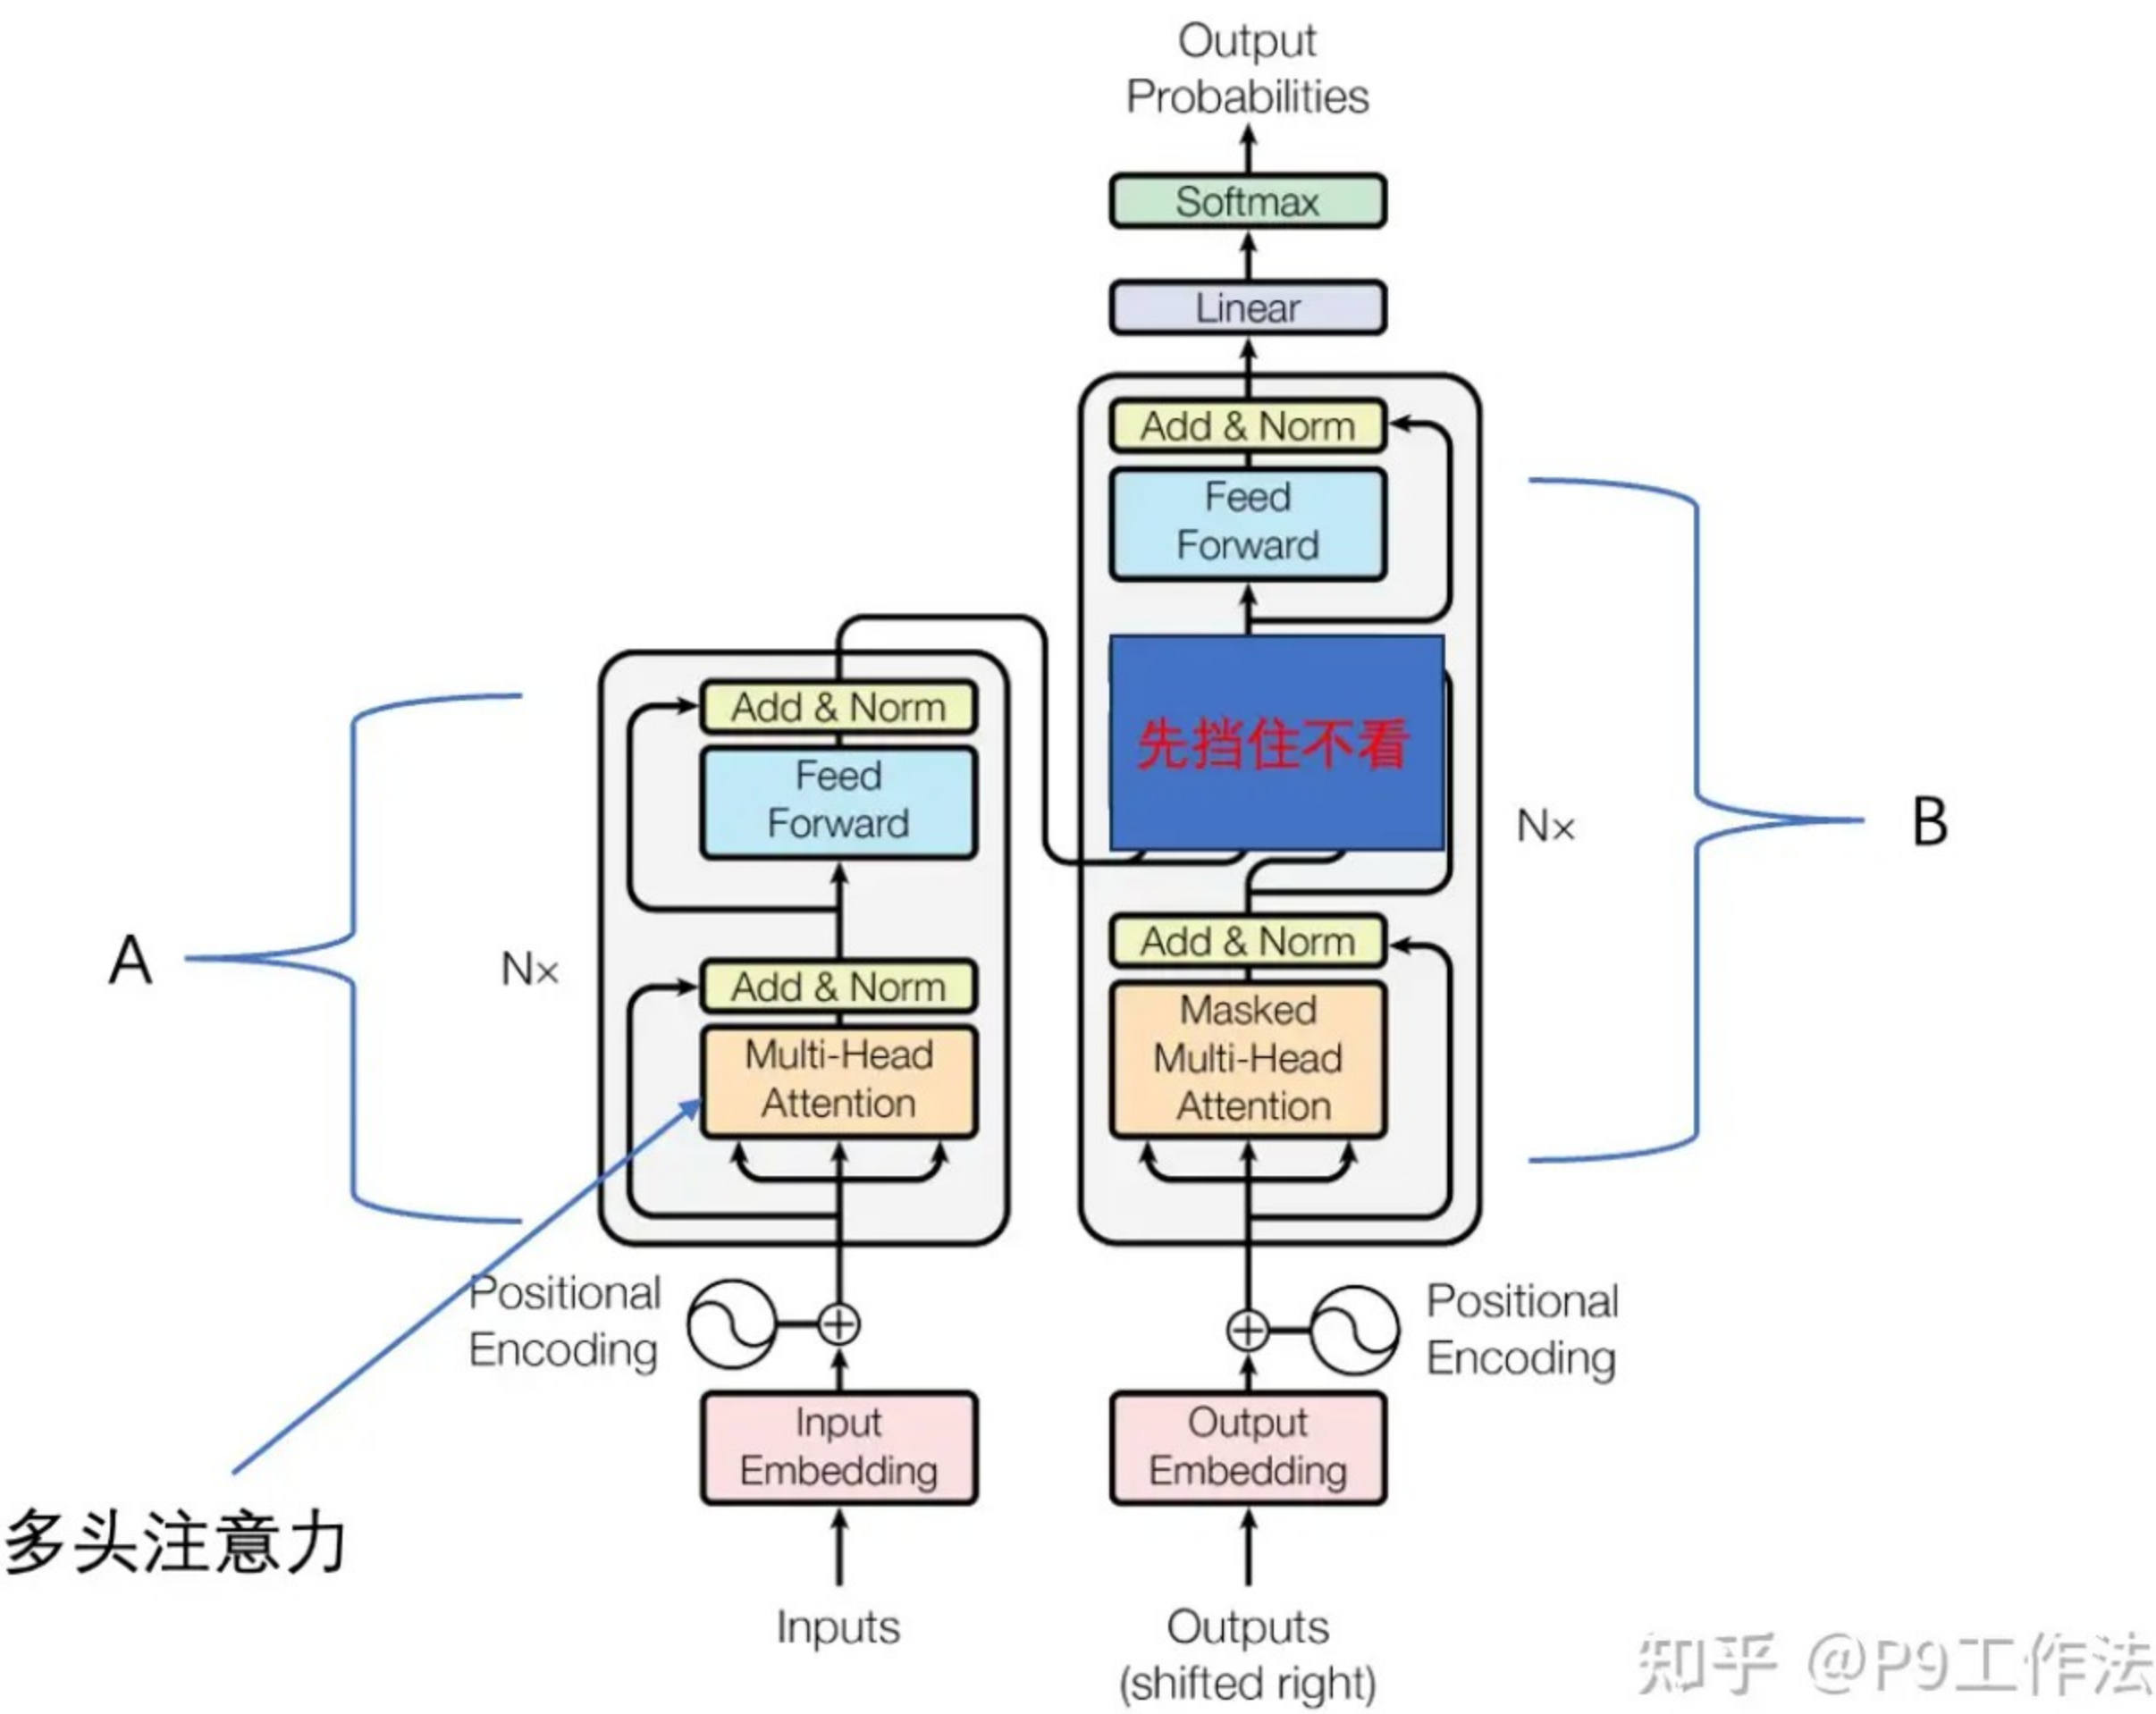 Output
Probabilities
Softmax
Linear
Add & Norm
Feed
Forward
先挡住不看
Add & Norm
Masked
Multi-Head
Attention
Nx
B
Add & Norm
Feed
Forward
Add & Norm
Multi-Head
Attention
Nx
A
Positional
Encoding
Positional
Encoding
Input
Embedding
Output
Embedding
多头注意力
Inputs
Outputs
(shifted right)
知乎 @P9工作法